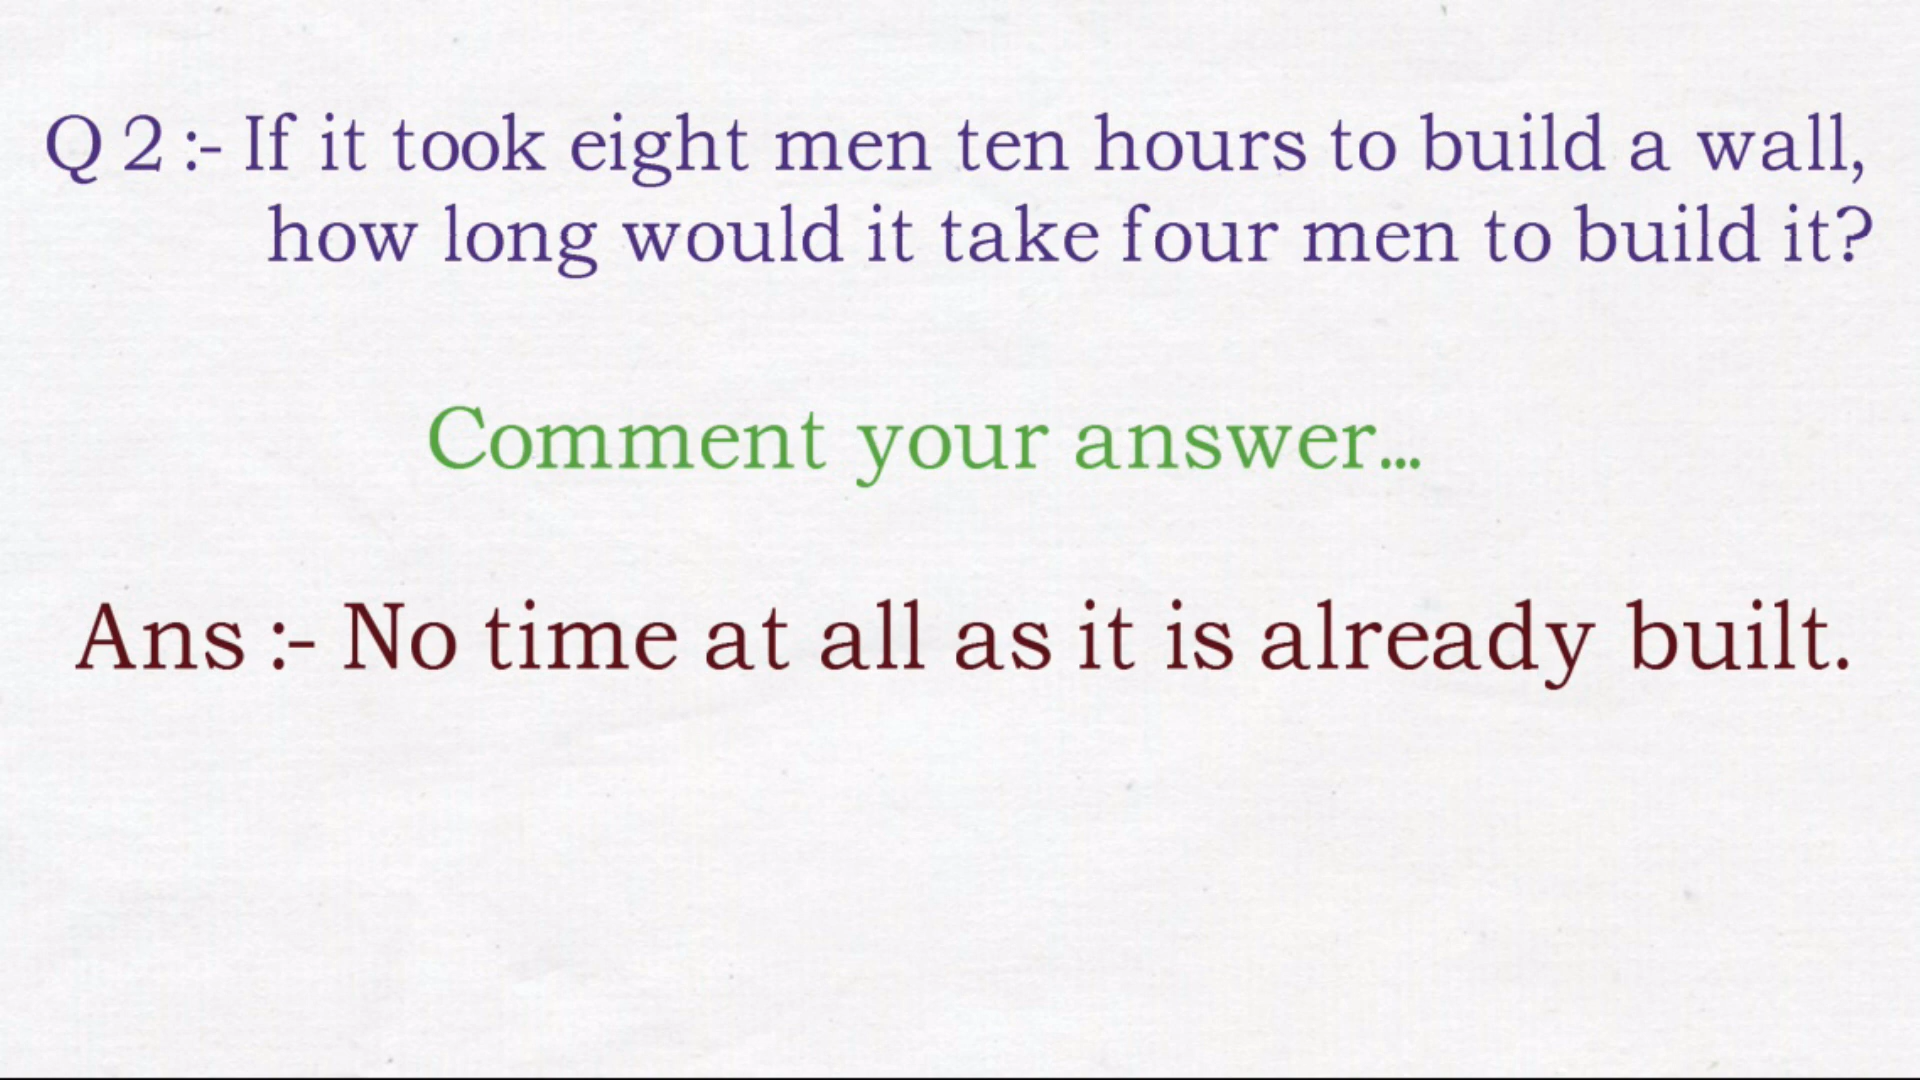 Q 2 :- If it took eight men ten hours to build a wall,
how long would it take four men to build it?
Comment your answer...
Ans :- No time at all as it is already built.